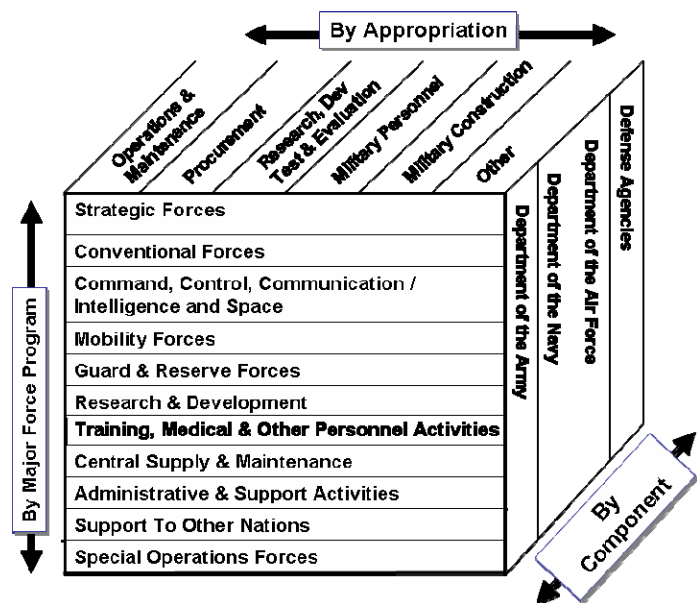 By Appropriation
Operations &
Maintenance
Procurement
Research, Dev
Test & Evaluation
Military Personnel
Military Construction
Other
Department of the Army
Department of the Navy
Department of the Air Force
Defense Agencies
By Major Force Program
Strategic Forces
Conventional Forces
Command, Control, Communication /
Intelligence and Space
Mobility Forces
Guard & Reserve Forces
Research & Development
Training, Medical & Other Personnel Activities
Central Supply & Maintenance
Administrative & Support Activities
Support To Other Nations
Special Operations Forces
By
Component